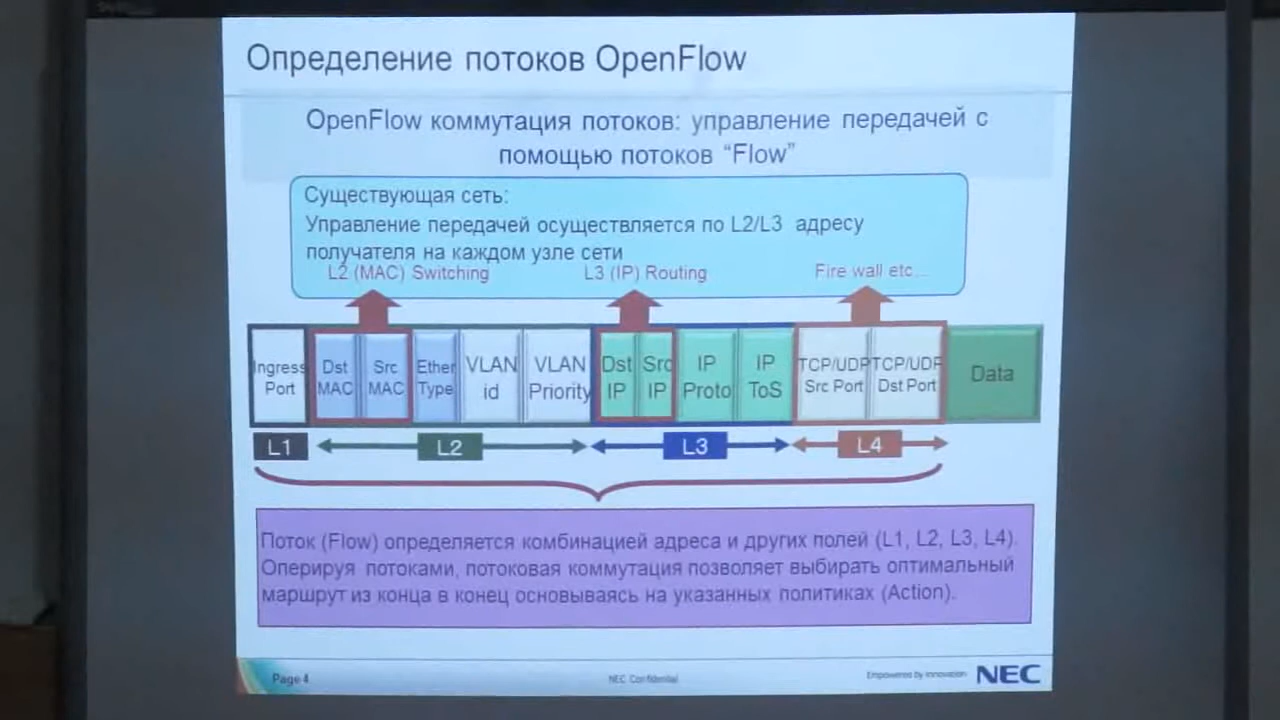 Определение потоков OpenFlow
OpenFlow коммутация потоков: управление передачей с
помощью потоков “Flow”
Существующая сеть:
Управление передачей осуществляется по L2/L3 адресу
получателя на каждом узле сети
L2 (MAC) Switching
L3 (IP) Routing
Fire wall etc...
Ingress
Port
Dst
MAC
Src
MAC
Ether
Type
VLAN
id
VLAN
Priority
Dst
IP
Src
IP
IP
Proto
IP
ToS
TCP/UDP
Src Port
TCP/UDP
Dst Port
Data
L1
L2
L3
L4
Поток (Flow) определяется комбинацией адреса и других полей (L1, L2, L3, L4).
Оперируя потоками, потоковая коммутация позволяет выбирать оптимальный
маршрут из конца в конец основываясь на указанных политиках (Action).
Page 4
NEC Confidential
Empowered by Innovation
NEC